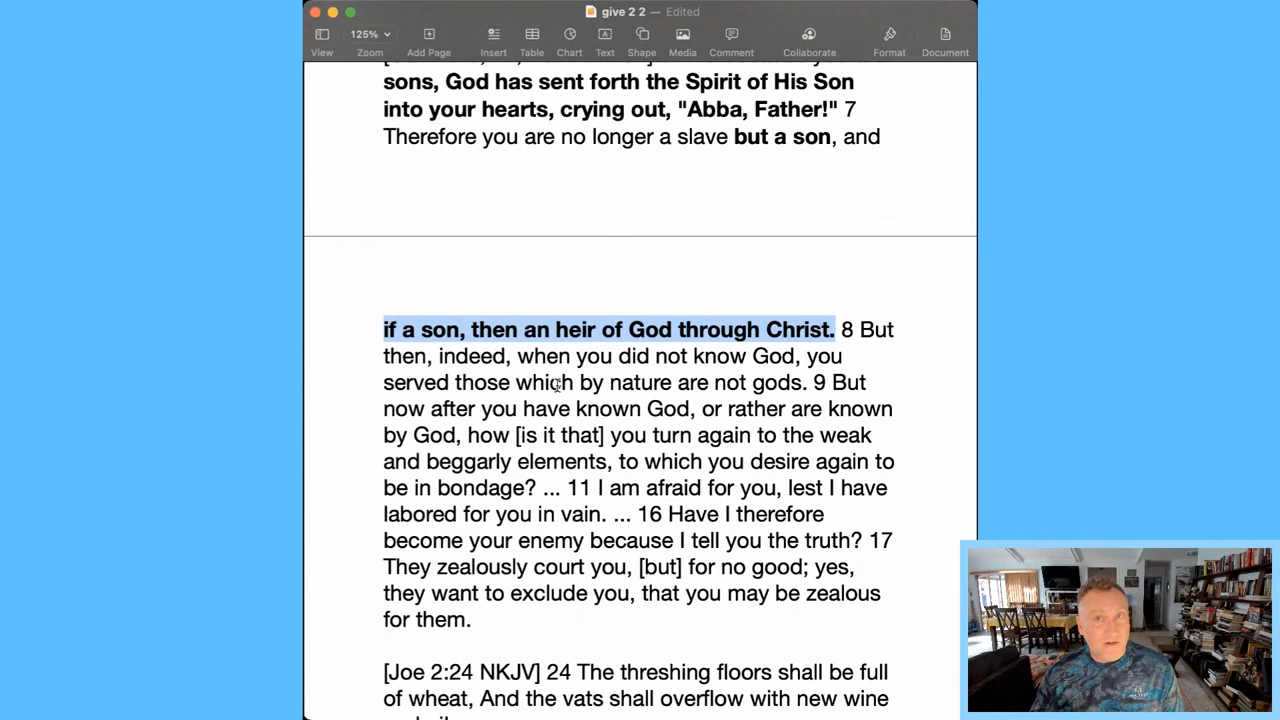 give 2 2 — Edited
125%
View Zoom Add Page Insert Table Chart Text Shape Media Comment Collaborate Format Document
sons, God has sent forth the Spirit of His Son
into your hearts, crying out, "Abba, Father!" 7
Therefore you are no longer a slave but a son, and
if a son, then an heir of God through Christ. 8 But
then, indeed, when you did not know God, you
served those which by nature are not gods. 9 But
now after you have known God, or rather are known
by God, how [is it that] you turn again to the weak
and beggarly elements, to which you desire again to
be in bondage? ... 11 I am afraid for you, lest I have
labored for you in vain. ... 16 Have I therefore
become your enemy because I tell you the truth? 17
They zealously court you, [but] for no good; yes,
they want to exclude you, that you may be zealous
for them.
[Joe 2:24 NKJV] 24 The threshing floors shall be full
of wheat, And the vats shall overflow with new wine